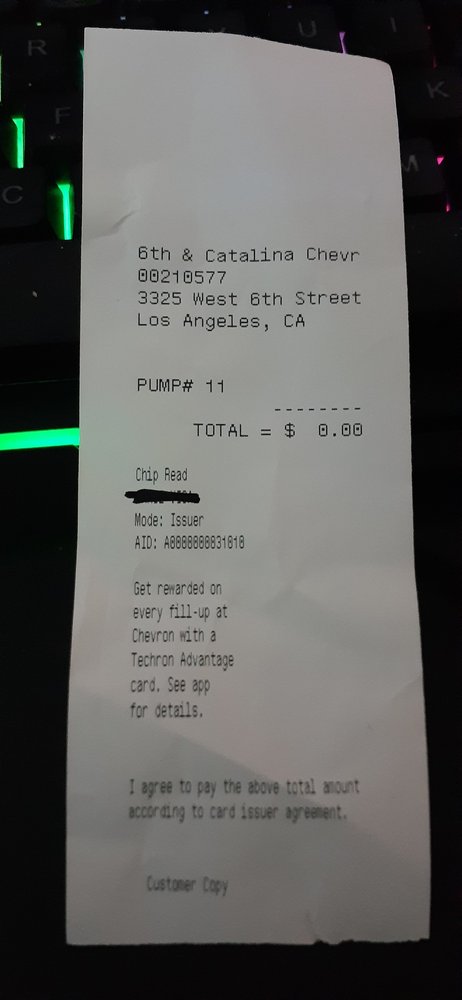 R
U
I
F
K
C
M
6th & Catalina Chevr
00210577
3325 West 6th Street
Los Angeles, CA
PUMP# 11
--------
TOTAL = $ 0.00
Chip Read
Mode: Issuer
AID: A0000000031010
Get rewarded on
every fill-up at
Chevron with a
Techron Advantage
card. See app
for details.
I agree to pay the above total amount
according to card issuer agreement.
Customer Copy